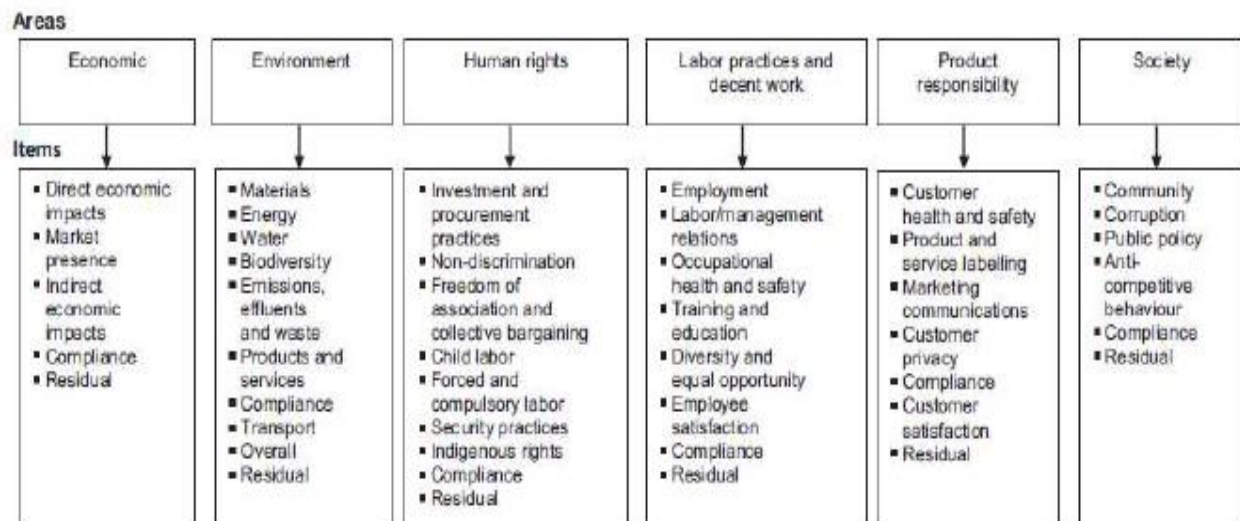 Areas
Economic
Environment
Human rights
Labor practices and
decent work
Product
responsibility
Society
Items
▪ Direct economic
impacts
▪ Market
presence
▪ Indirect
economic
impacts
▪ Compliance
▪ Residual
▪ Materials
▪ Energy
▪ Water
▪ Biodiversity
▪ Emissions,
effluents
and waste
▪ Products and
services
▪ Compliance
▪ Transport
▪ Overall
▪ Residual
▪ Investment and
procurement
practices
▪ Non-discrimination
▪ Freedom of
association and
collective bargaining
▪ Child labor
▪ Forced and
compulsory labor
▪ Security practices
▪ Indigenous rights
▪ Compliance
▪ Residual
▪ Employment
▪ Labor/management
relations
▪ Occupational
health and safety
▪ Training and
education
▪ Diversity and
equal opportunity
▪ Employee
satisfaction
▪ Compliance
▪ Residual
▪ Customer
health and safety
▪ Product and
service labelling
▪ Marketing
communications
▪ Customer
privacy
▪ Compliance
▪ Customer
satisfaction
▪ Residual
▪ Community
▪ Corruption
▪ Public policy
▪ Anti-
competitive
behaviour
▪ Compliance
▪ Residual